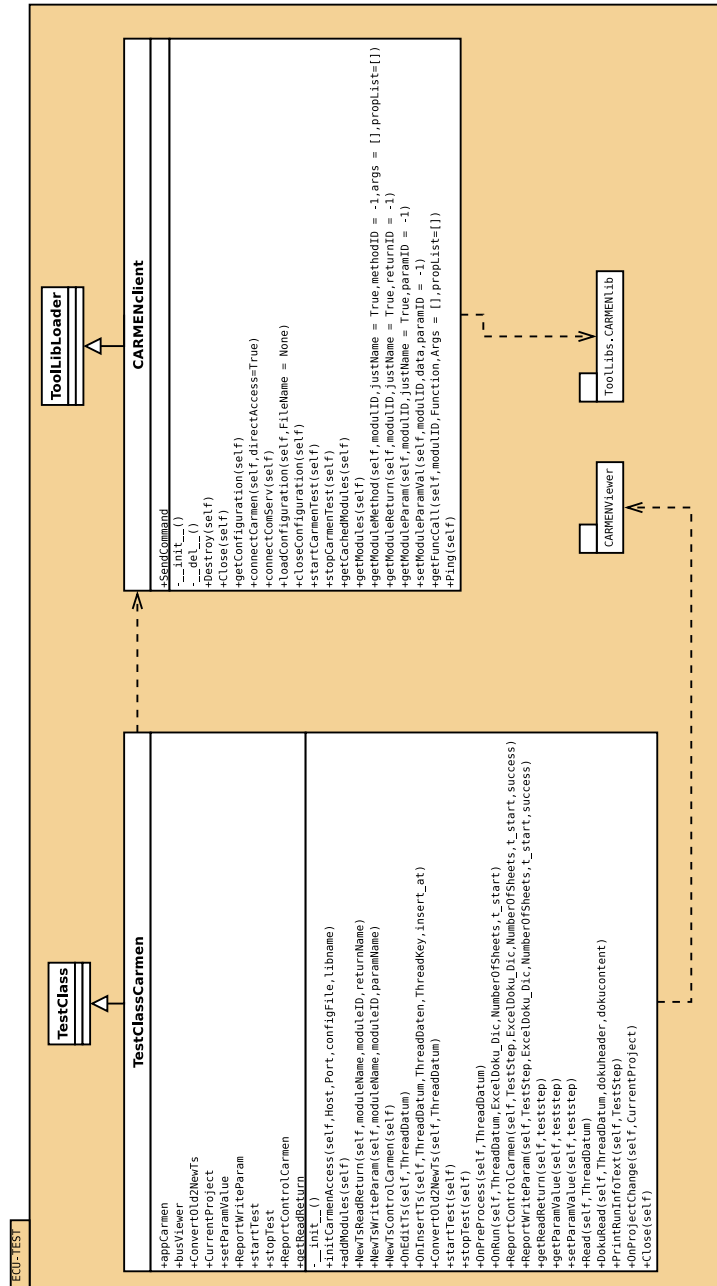 ECU-TEST
TestClass
TestClassCarmen
+appCarmen
+busViewer
+ConvertOld2NewTs
+CurrentProject
+setParamValue
+ReportWriteParam
+startTest
+stopTest
+ReportControlCarmen
+getReadReturn
-__init__()
+initCarmenAccess(self,Host,Port,configFile,libname)
+addModules(self)
+NewTsReadReturn(self,moduleName,moduleID,returnName)
+NewTsWriteParam(self,moduleName,moduleID,paramName)
+NewTsControlCarmen(self)
+OnEditTs(self,ThreadDatum)
+OnInsertTs(self,ThreadDatum,ThreadDaten,ThreadKey,insert_at)
+ConvertOld2NewTs(self,ThreadDatum)
+startTest(self)
+stopTest(self)
+OnPreProcess(self,ThreadDatum)
+OnRun(self,ThreadDatum,ExcelDoku_Dic,NumberOfSheets,t_start)
+ReportControlCarmen(self,TestStep,ExcelDoku_Dic,NumberOfSheets,t_start,success)
+ReportWriteParam(self,TestStep,ExcelDoku_Dic,NumberOfSheets,t_start,success)
+getReadReturn(self,teststep)
+getParamValue(self,teststep)
+setParamValue(self,teststep)
+Read(self,ThreadDatum)
+DokuRead(self,ThreadDatum,dokuheader,dokucontent)
+PrintRunInfoText(self,TestStep)
+OnProjectChange(self,CurrentProject)
+Close(self)
ToolLibLoader
CARMENclient
+SendCommand
-__init__()
-__del__()
+Destroy(self)
+Close(self)
+getConfiguration(self)
+connectCarmen(self,directAccess=True)
+connectComServ(self)
+loadConfiguration(self,FileName = None)
+closeConfiguration(self)
+startCarmenTest(self)
+stopCarmenTest(self)
+getCachedModules(self)
+getModules(self)
+getModuleMethod(self,modulID,justName = True,methodID = -1,args = [],propList=[])
+getModuleReturn(self,modulID,justName = True,returnID = -1)
+getModuleParam(self,modulID,justName = True,paramID = -1)
+setModuleParamVal(self,modulID,data,paramID = -1)
+getFuncCall(self,modulID,Function,Args = [],propList=[])
+Ping(self)
CARMENViewer
ToolLibs.CARMENlib